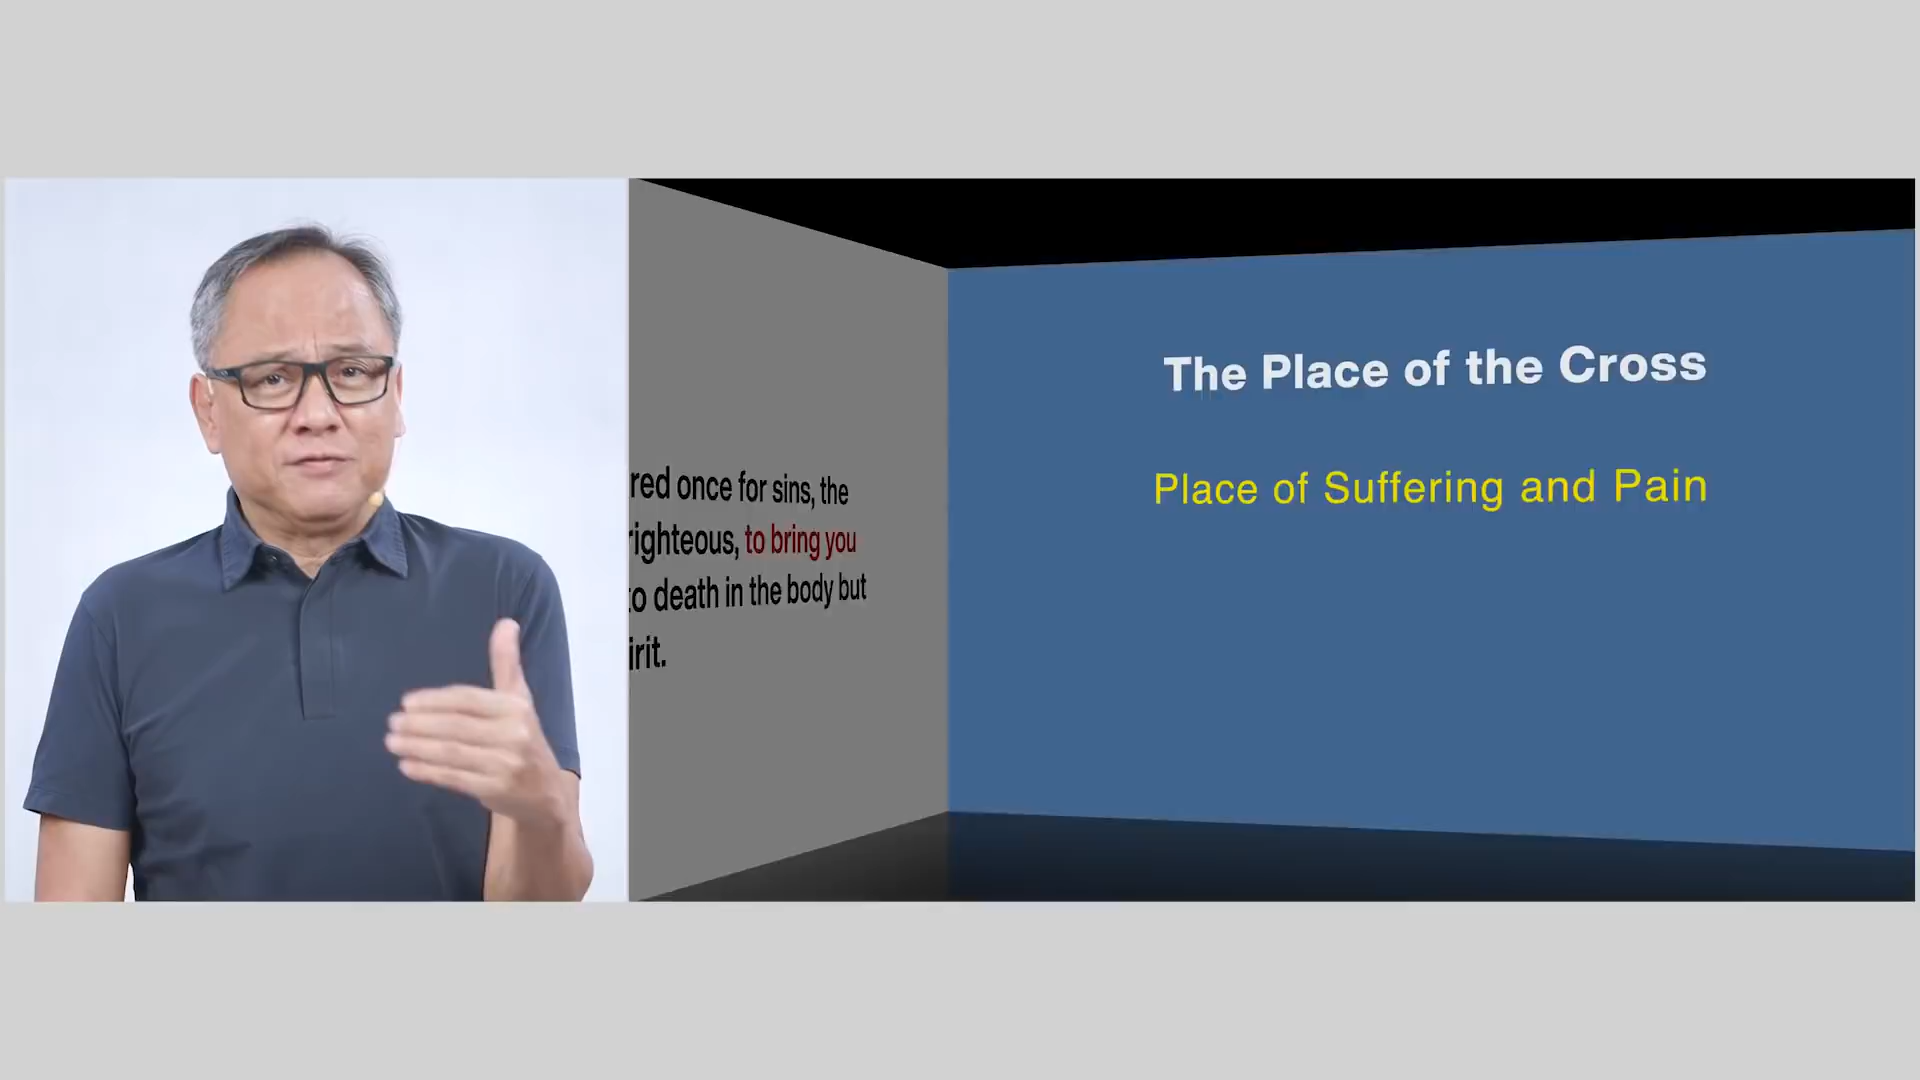 red once for sins, the
righteous, to bring you
to death in the body but
irit.
The Place of the Cross
Place of Suffering and Pain